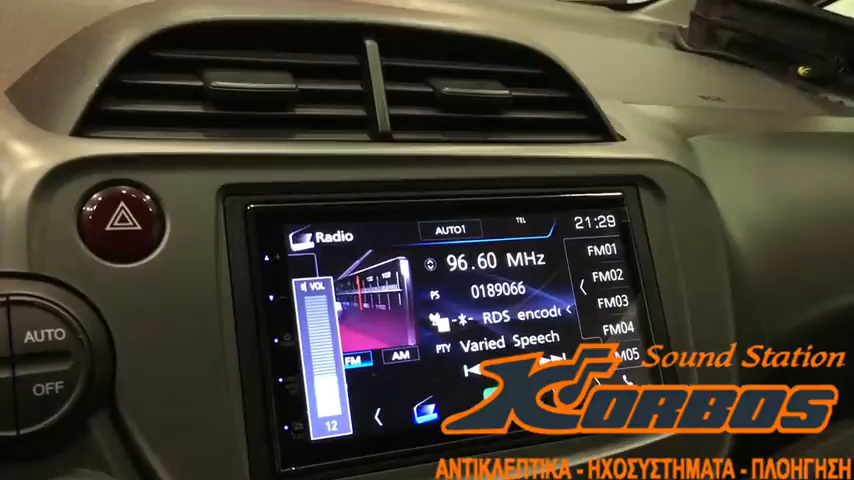 Radio
AUTO1
TEL
21:29
VOL
12
96.60 MHz
PS 0189066
RDS encod
PTY Varied Speech
FM
AM
FM01
FM02
FM03
FM04
M05
AUTO
OFF
Sound Station
KORBOS
ΑΝΤΙΚΛΕΠΤΙΚΑ - ΗΧΟΣΥΣΤΗΜΑΤΑ - ΠΛΟΗΓΗΣΗ